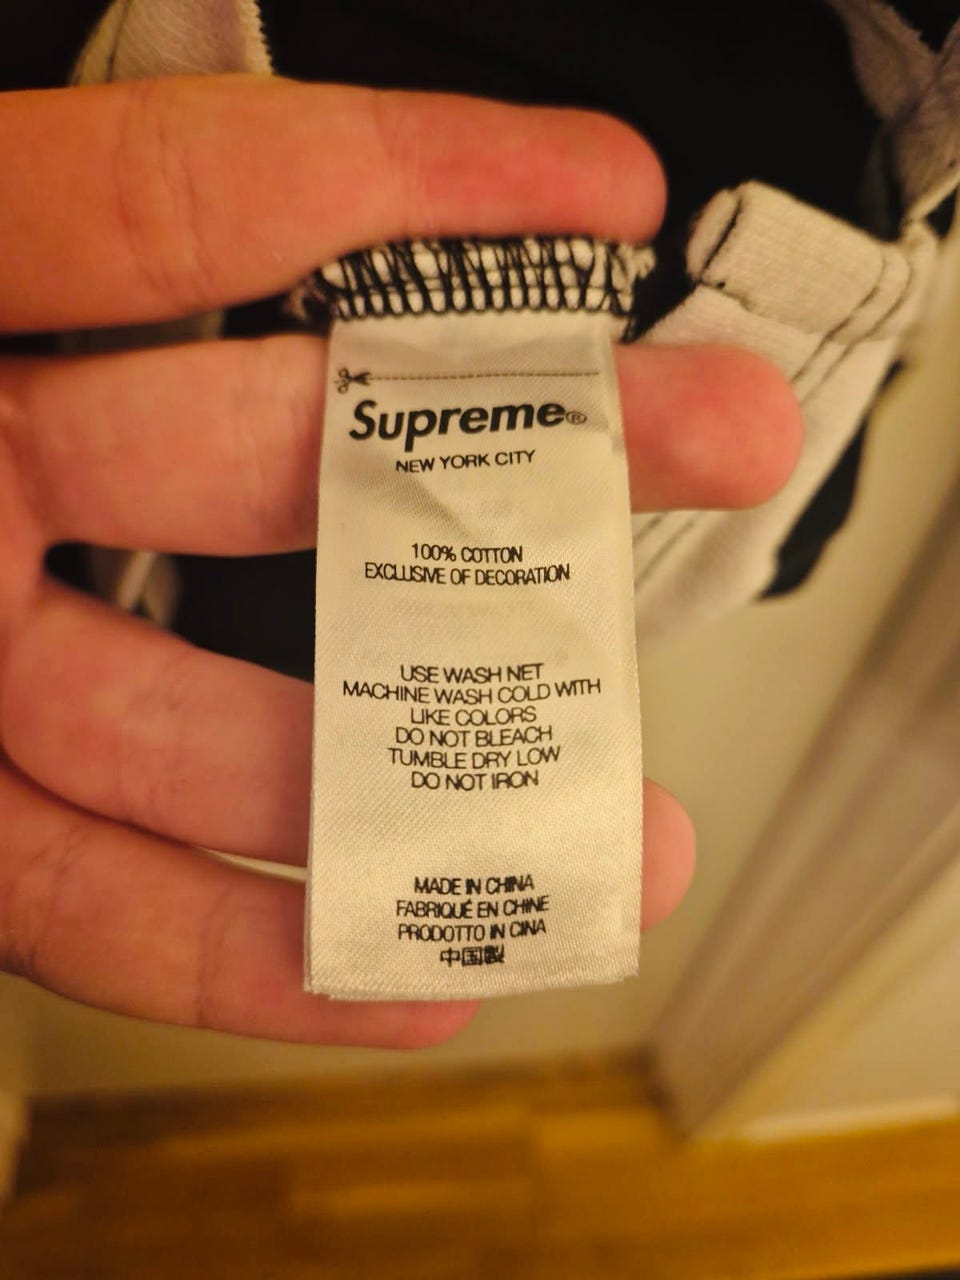 Supreme®
NEW YORK CITY
100% COTTON
EXCLUSIVE OF DECORATION
USE WASH NET
MACHINE WASH COLD WITH
LIKE COLORS
DO NOT BLEACH
TUMBLE DRY LOW
DO NOT IRON
MADE IN CHINA
FABRIQUÉ EN CHINE
PRODOTTO IN CINA
中国製